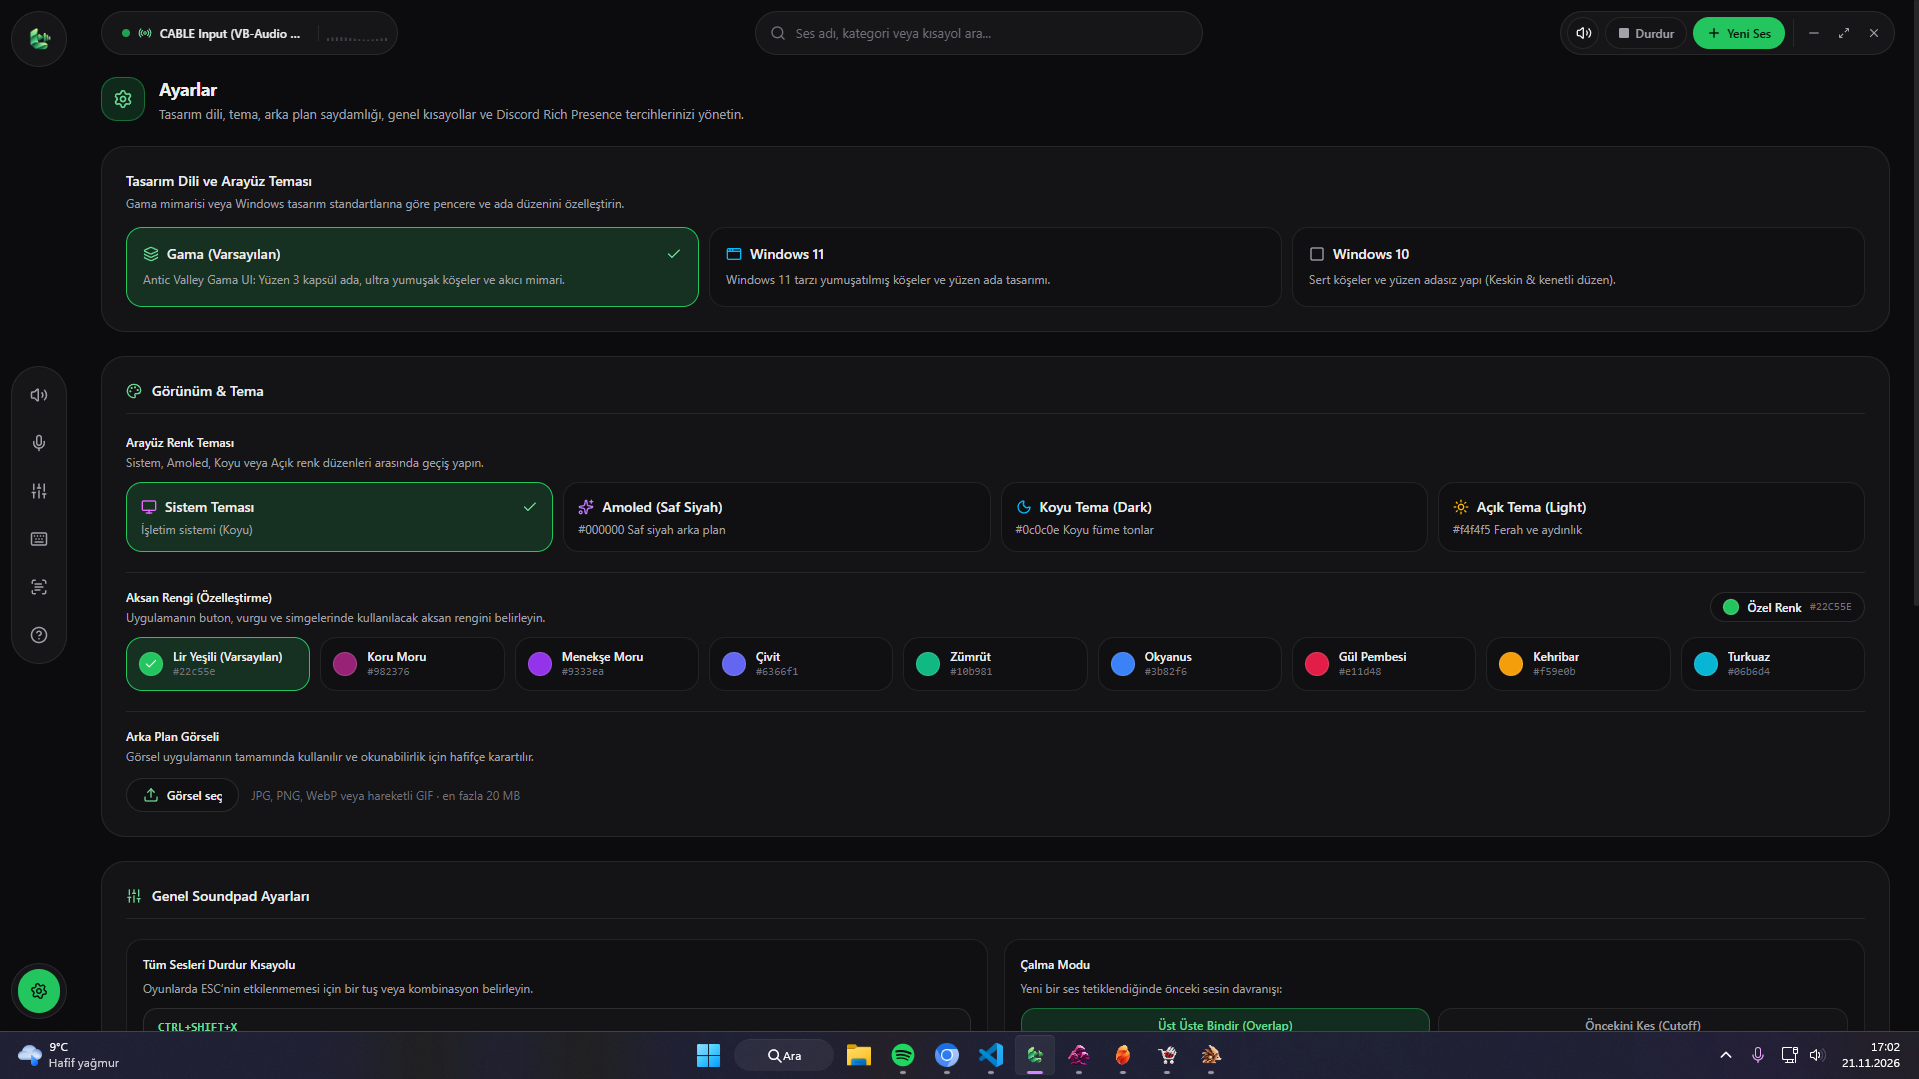 CABLE Input (VB-Audio ...
Ses adı, kategori veya kısayol ara...
Durdur
Yeni Ses
Ayarlar
Tasarım dili, tema, arka plan saydamlığı, genel kısayollar ve Discord Rich Presence tercihlerinizi yönetin.
Tasarım Dili ve Arayüz Teması
Gama mimarisi veya Windows tasarım standartlarına göre pencere ve ada düzenini özelleştirin.
Gama (Varsayılan)
Antic Valley Gama UI: Yüzen 3 kapsül ada, ultra yumuşak köşeler ve akıcı mimari.
Windows 11
Windows 11 tarzı yumuşatılmış köşeler ve yüzen ada tasarımı.
Windows 10
Sert köşeler ve yüzen adasız yapı (Keskin & kenetli düzen).
Görünüm & Tema
Arayüz Renk Teması
Sistem, Amoled, Koyu veya Açık renk düzenleri arasında geçiş yapın.
Sistem Teması
İşletim sistemi (Koyu)
Amoled (Saf Siyah)
#000000 Saf siyah arka plan
Koyu Tema (Dark)
#0c0c0e Koyu füme tonlar
Açık Tema (Light)
#f4f4f5 Ferah ve aydınlık
Aksan Rengi (Özelleştirme)
Uygulamanın buton, vurgu ve simgelerinde kullanılacak aksan rengini belirleyin.
Özel Renk #22C55E
Lir Yeşili (Varsayılan)
#22c55e
Koru Moru
#982376
Menekşe Moru
#9333ea
Çivit
#6366f1
Zümrüt
#10b981
Okyanus
#3b82f6
Gül Pembesi
#e11d48
Kehribar
#f59e0b
Turkuaz
#06b6d4
Arka Plan Görseli
Görsel uygulamanın tamamında kullanılır ve okunabilirlik için hafifçe karartılır.
Görsel seç
JPG, PNG, WebP veya hareketli GIF · en fazla 20 MB
Genel Soundpad Ayarları
Tüm Sesleri Durdur Kısayolu
Oyunlarda ESC'nin etkilenmemesi için bir tuş veya kombinasyon belirleyin.
CTRL+SHIFT+X
Çalma Modu
Yeni bir ses tetiklendiğinde önceki sesin davranışı:
Üst Üste Bindir (Overlap)
Öncekini Kes (Cutoff)
9°C
Hafif yağmur
Ara
17:02
21.11.2026